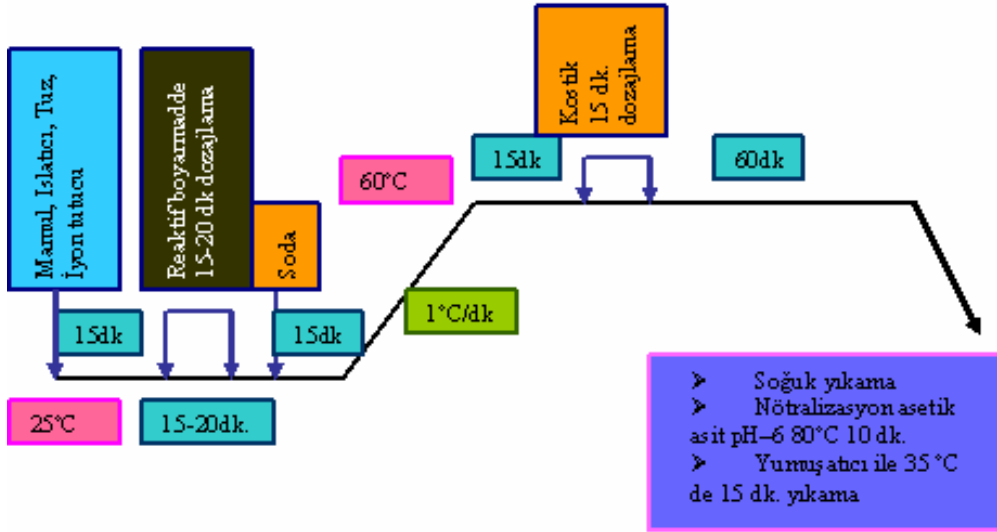 Mamul, Islatıcı, Tuz,
İyon tutucu
Reaktif boyarmadde
15-20 dk dozajlama
Soda
Kostik
15 dk.
dozajlama
60°C
15dk
60dk
1°C/dk
15dk
15dk
25°C
15-20dk.
➤ Soğuk yıkama
➤ Nötralizasyon asetik
asit pH–6 80°C 10 dk.
➤ Yumuşatıcı ile 35 °C
de 15 dk. yıkama